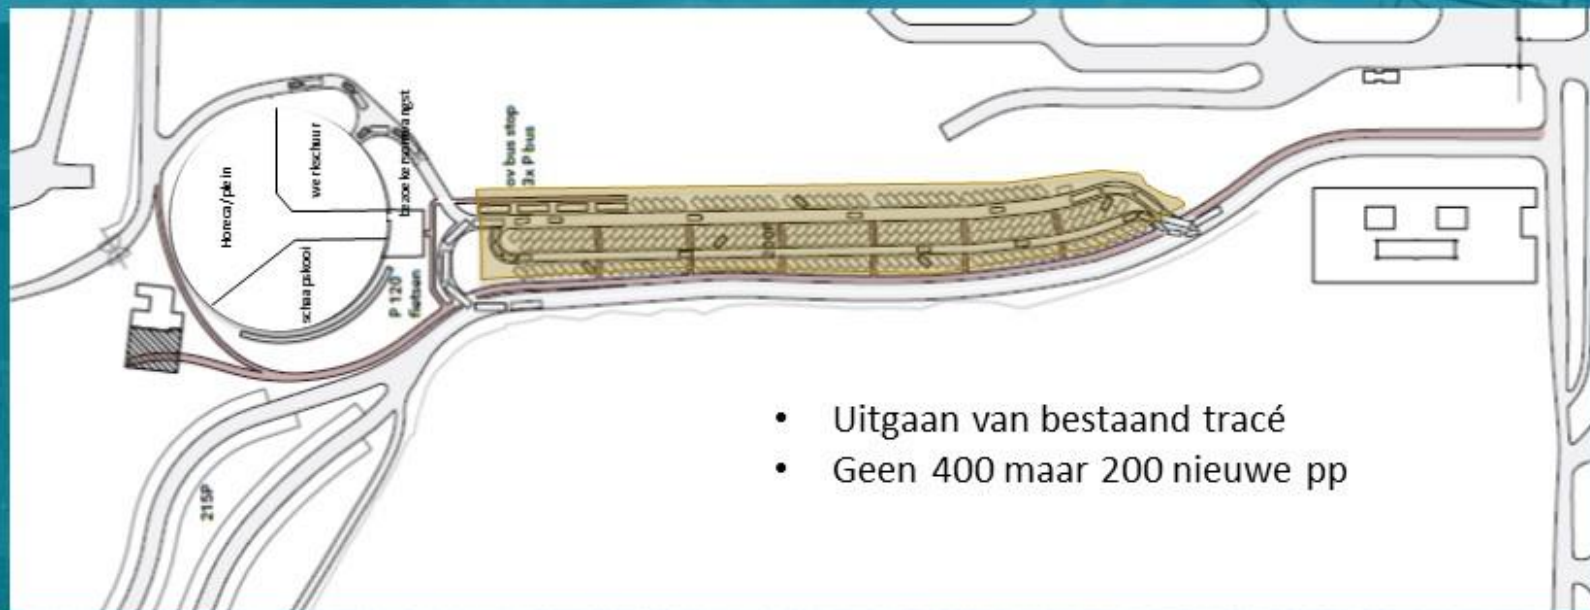 Horeca/plein
werkschuur
schaapskooi
ov bus stop
3x P bus
P 120
fietsen
215P
• Uitgaan van bestaand tracé
• Geen 400 maar 200 nieuwe pp